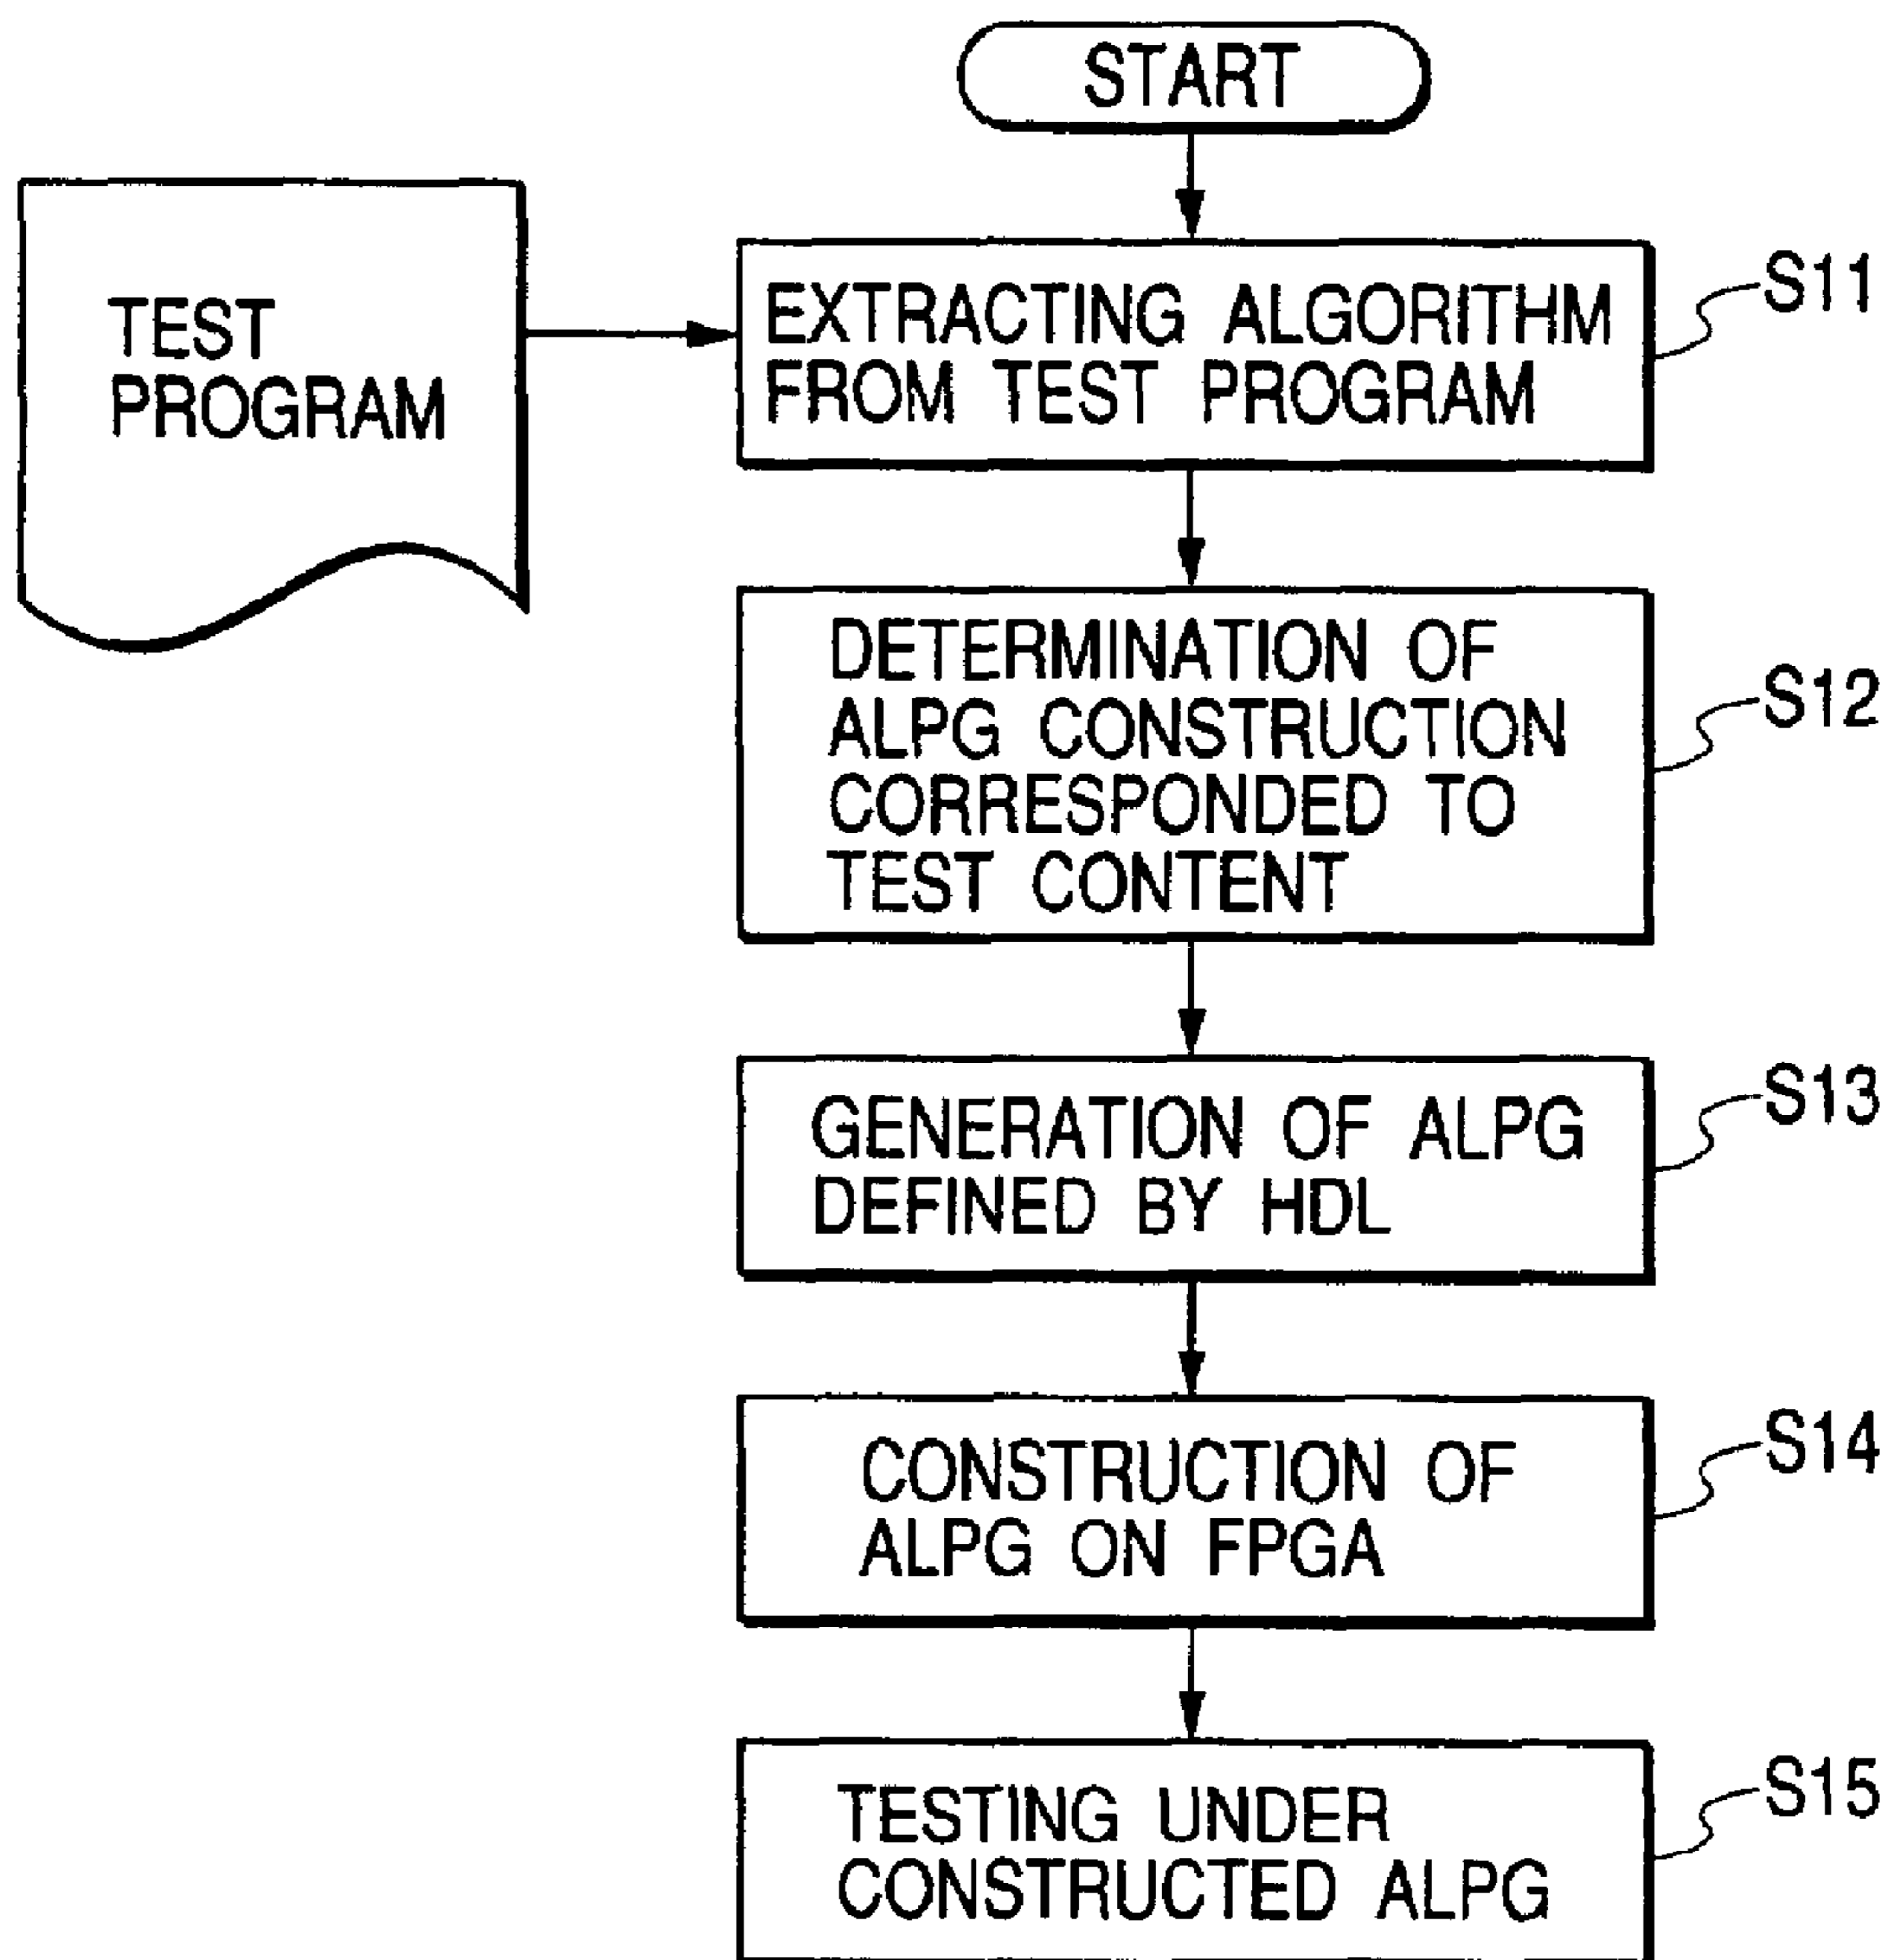 START
TEST
PROGRAM
EXTRACTING ALGORITHM
FROM TEST PROGRAM
S11
DETERMINATION OF
ALPG CONSTRUCTION
CORRESPONDED TO
TEST CONTENT
S12
GENERATION OF ALPG
DEFINED BY HDL
S13
CONSTRUCTION OF
ALPG ON FPGA
S14
TESTING UNDER
CONSTRUCTED ALPG
S15